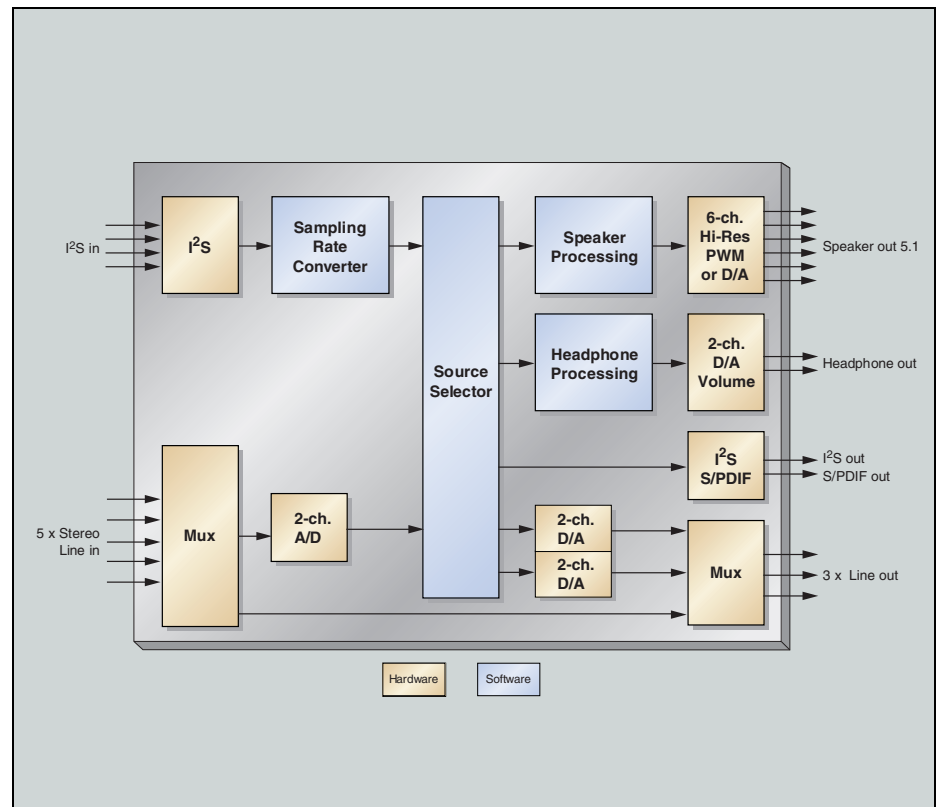 I²S in
I²S
Sampling
Rate
Converter
Source
Selector
Speaker
Processing
6-ch.
Hi-Res
PWM
or D/A
Speaker out 5.1
Headphone
Processing
2-ch.
D/A
Volume
Headphone out
I²S
S/PDIF
I²S out
S/PDIF out
5 x Stereo
Line in
Mux
2-ch.
A/D
2-ch.
D/A
2-ch.
D/A
Mux
3 x Line out
Hardware
Software